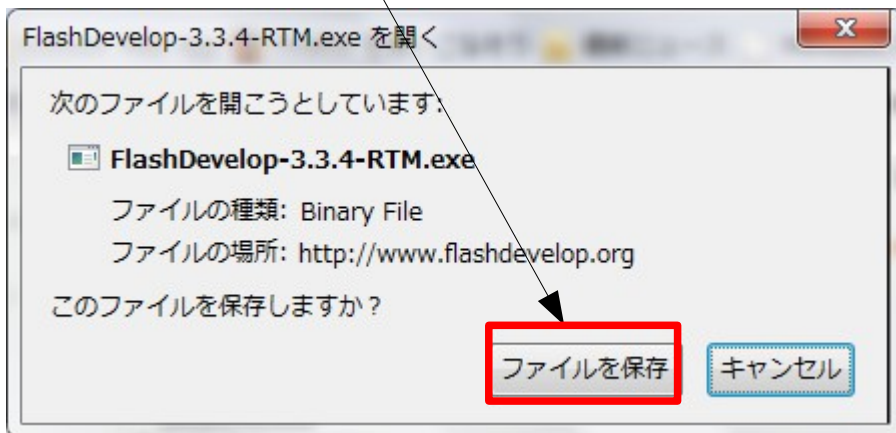 FlashDevelop-3.3.4-RTM.exe を開く
次のファイルを開こうとしています:
FlashDevelop-3.3.4-RTM.exe
ファイルの種類: Binary File
ファイルの場所: http://www.flashdevelop.org
このファイルを保存しますか？
ファイルを保存
キャンセル